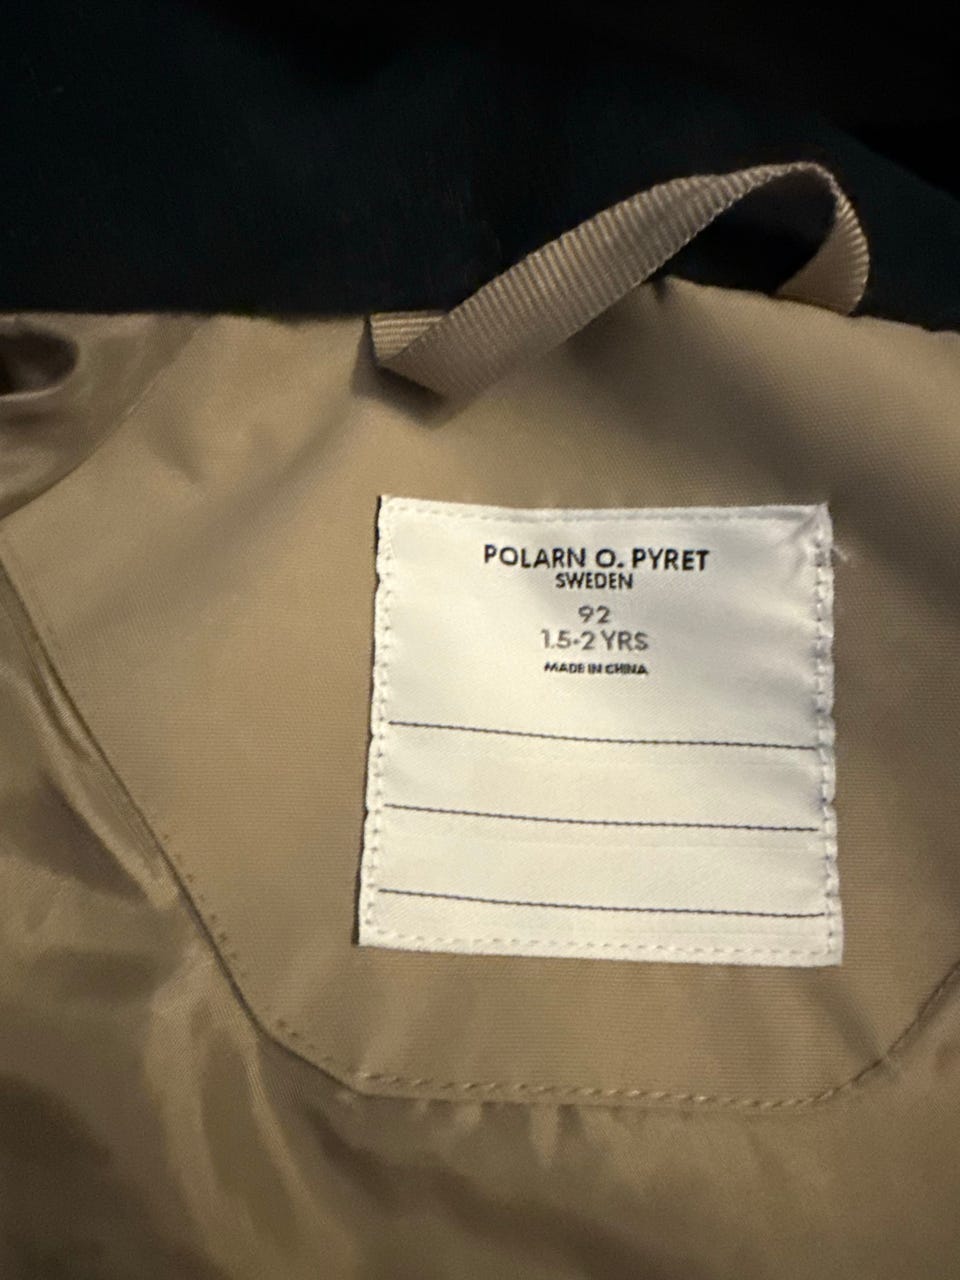 POLARN O. PYRET
SWEDEN
92
1.5-2 YRS
MADE IN CHINA